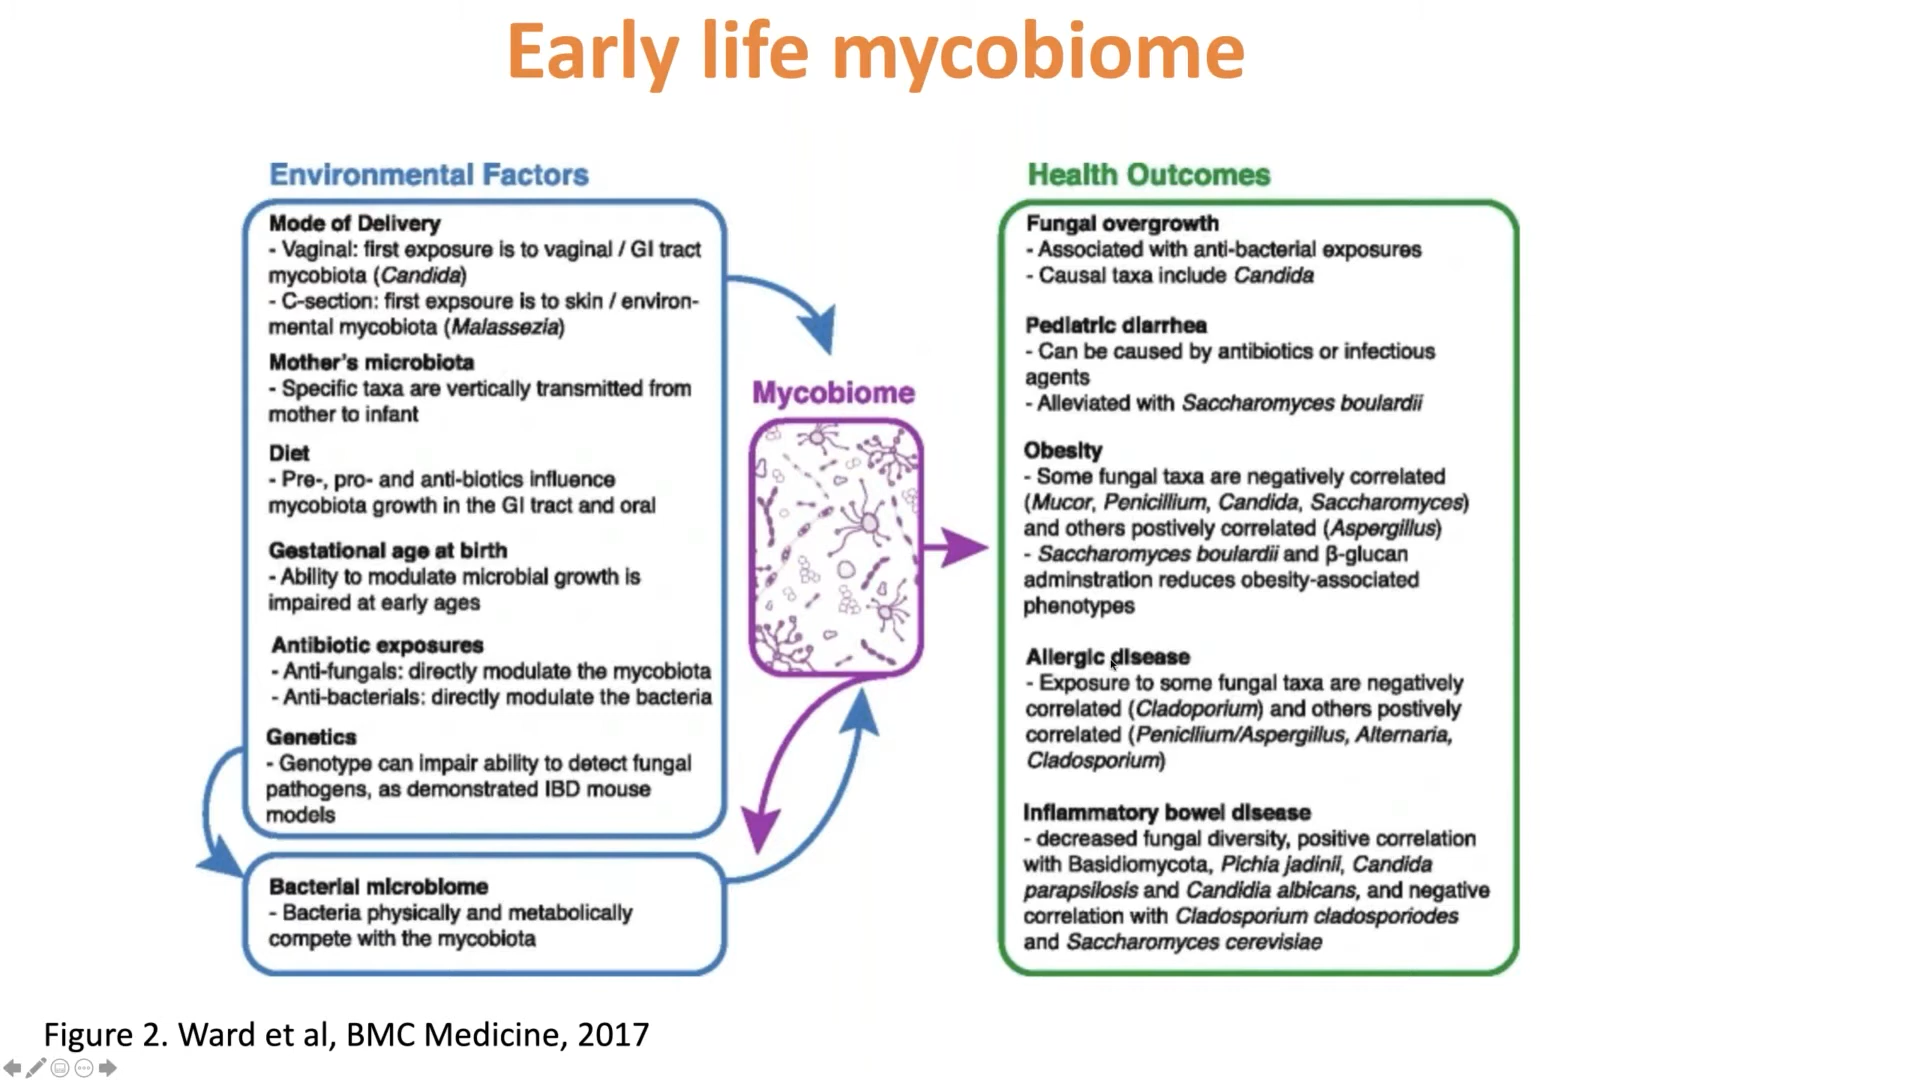 Early life mycobiome
Environmental Factors
Mode of Delivery
- Vaginal: first exposure is to vaginal / GI tract
mycobiota (Candida)
- C-section: first expsoure is to skin / environ-
mental mycobiota (Malassezia)
Mother's microbiota
- Specific taxa are vertically transmitted from
mother to infant
Diet
- Pre-, pro- and anti-biotics influence
mycobiota growth in the GI tract and oral
Gestational age at birth
- Ability to modulate microbial growth is
impaired at early ages
Antibiotic exposures
- Anti-fungals: directly modulate the mycobiota
- Anti-bacterials: directly modulate the bacteria
Genetics
- Genotype can impair ability to detect fungal
pathogens, as demonstrated IBD mouse
models
Bacterial microbiome
- Bacteria physically and metabolically
compete with the mycobiota
Mycobiome
Health Outcomes
Fungal overgrowth
- Associated with anti-bacterial exposures
- Causal taxa include Candida
Pediatric diarrhea
- Can be caused by antibiotics or infectious
agents
- Alleviated with Saccharomyces boulardii
Obesity
- Some fungal taxa are negatively correlated
(Mucor, Penicillium, Candida, Saccharomyces)
and others postively correlated (Aspergillus)
- Saccharomyces boulardii and β-glucan
adminstration reduces obesity-associated
phenotypes
Allergic disease
- Exposure to some fungal taxa are negatively
correlated (Cladoporium) and others postively
correlated (Penicllium/Aspergillus, Alternaria,
Cladosporium)
Inflammatory bowel disease
- decreased fungal diversity, positive correlation
with Basidiomycota, Pichia jadinii, Candida
parapsilosis and Candidia albicans, and negative
correlation with Cladosporium cladosporiodes
and Saccharomyces cerevisiae
Figure 2. Ward et al, BMC Medicine, 2017